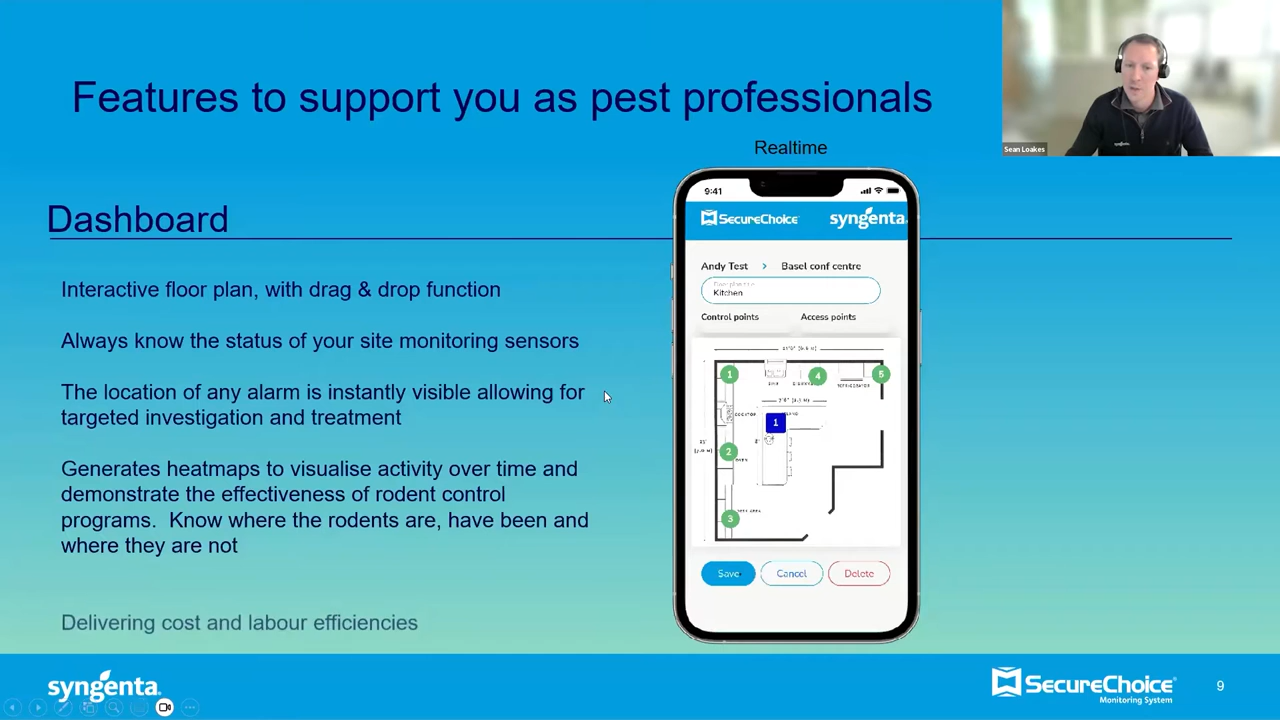 Features to support you as pest professionals
Sean Loakes
Realtime
Dashboard
Interactive floor plan, with drag & drop function
Always know the status of your site monitoring sensors
The location of any alarm is instantly visible allowing for
targeted investigation and treatment
Generates heatmaps to visualise activity over time and
demonstrate the effectiveness of rodent control
programs. Know where the rodents are, have been and
where they are not
Delivering cost and labour efficiencies
9:41
SecureChoice
syngenta
Andy Test > Basel conf centre
Kitchen
Control points
Access points
1
4
5
REFRIGERATOR
COOKTOP
1
2
OVEN
3
Save
Cancel
Delete
syngenta
SecureChoice
Monitoring System
9